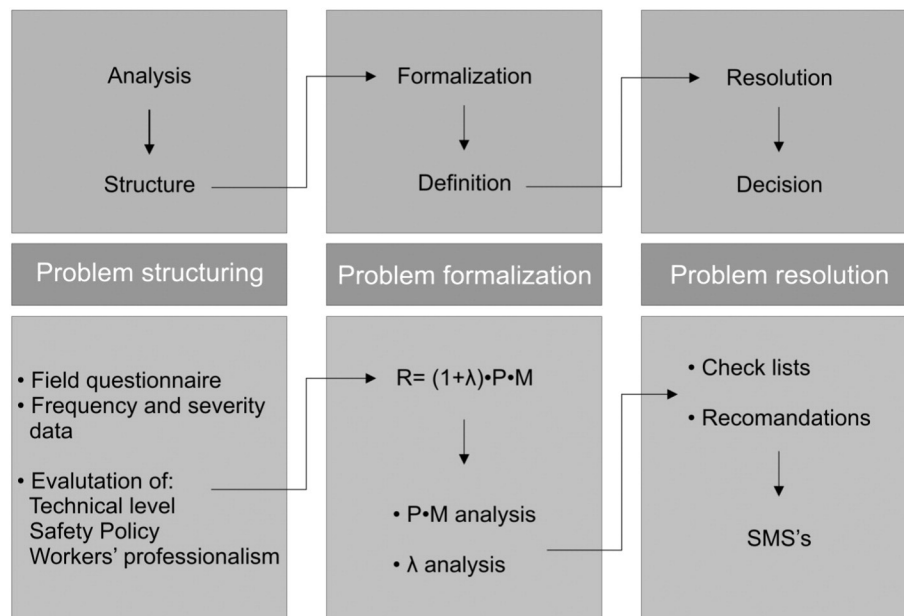 Analysis
Structure
Formalization
Definition
Resolution
Decision
Problem structuring
Problem formalization
Problem resolution
• Field questionnaire
• Frequency and severity
data
• Evalutation of:
Technical level
Safety Policy
Workers’ professionalism
R= (1+λ)•P•M
• P•M analysis
• λ analysis
• Check lists
• Recomandations
SMS’s